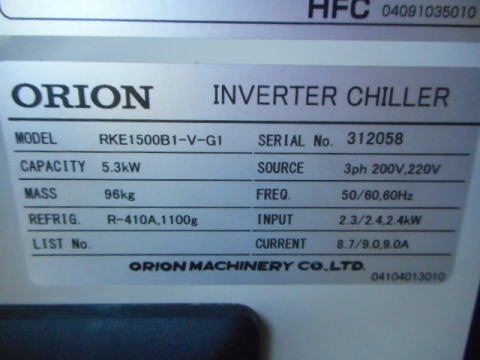 HFC 04091035010
ORION INVERTER CHILLER
MODEL RKE1500B1-V-G1 SERIAL No. 312058
CAPACITY 5.3kW SOURCE 3ph 200V,220V
MASS 96kg FREQ. 50/60,60Hz
REFRIG. R-410A,1100g INPUT 2.3/2.4,2.4kW
LIST No. CURRENT 8.7/9.0,9.0A
ORION MACHINERY CO.,LTD.
04104013010